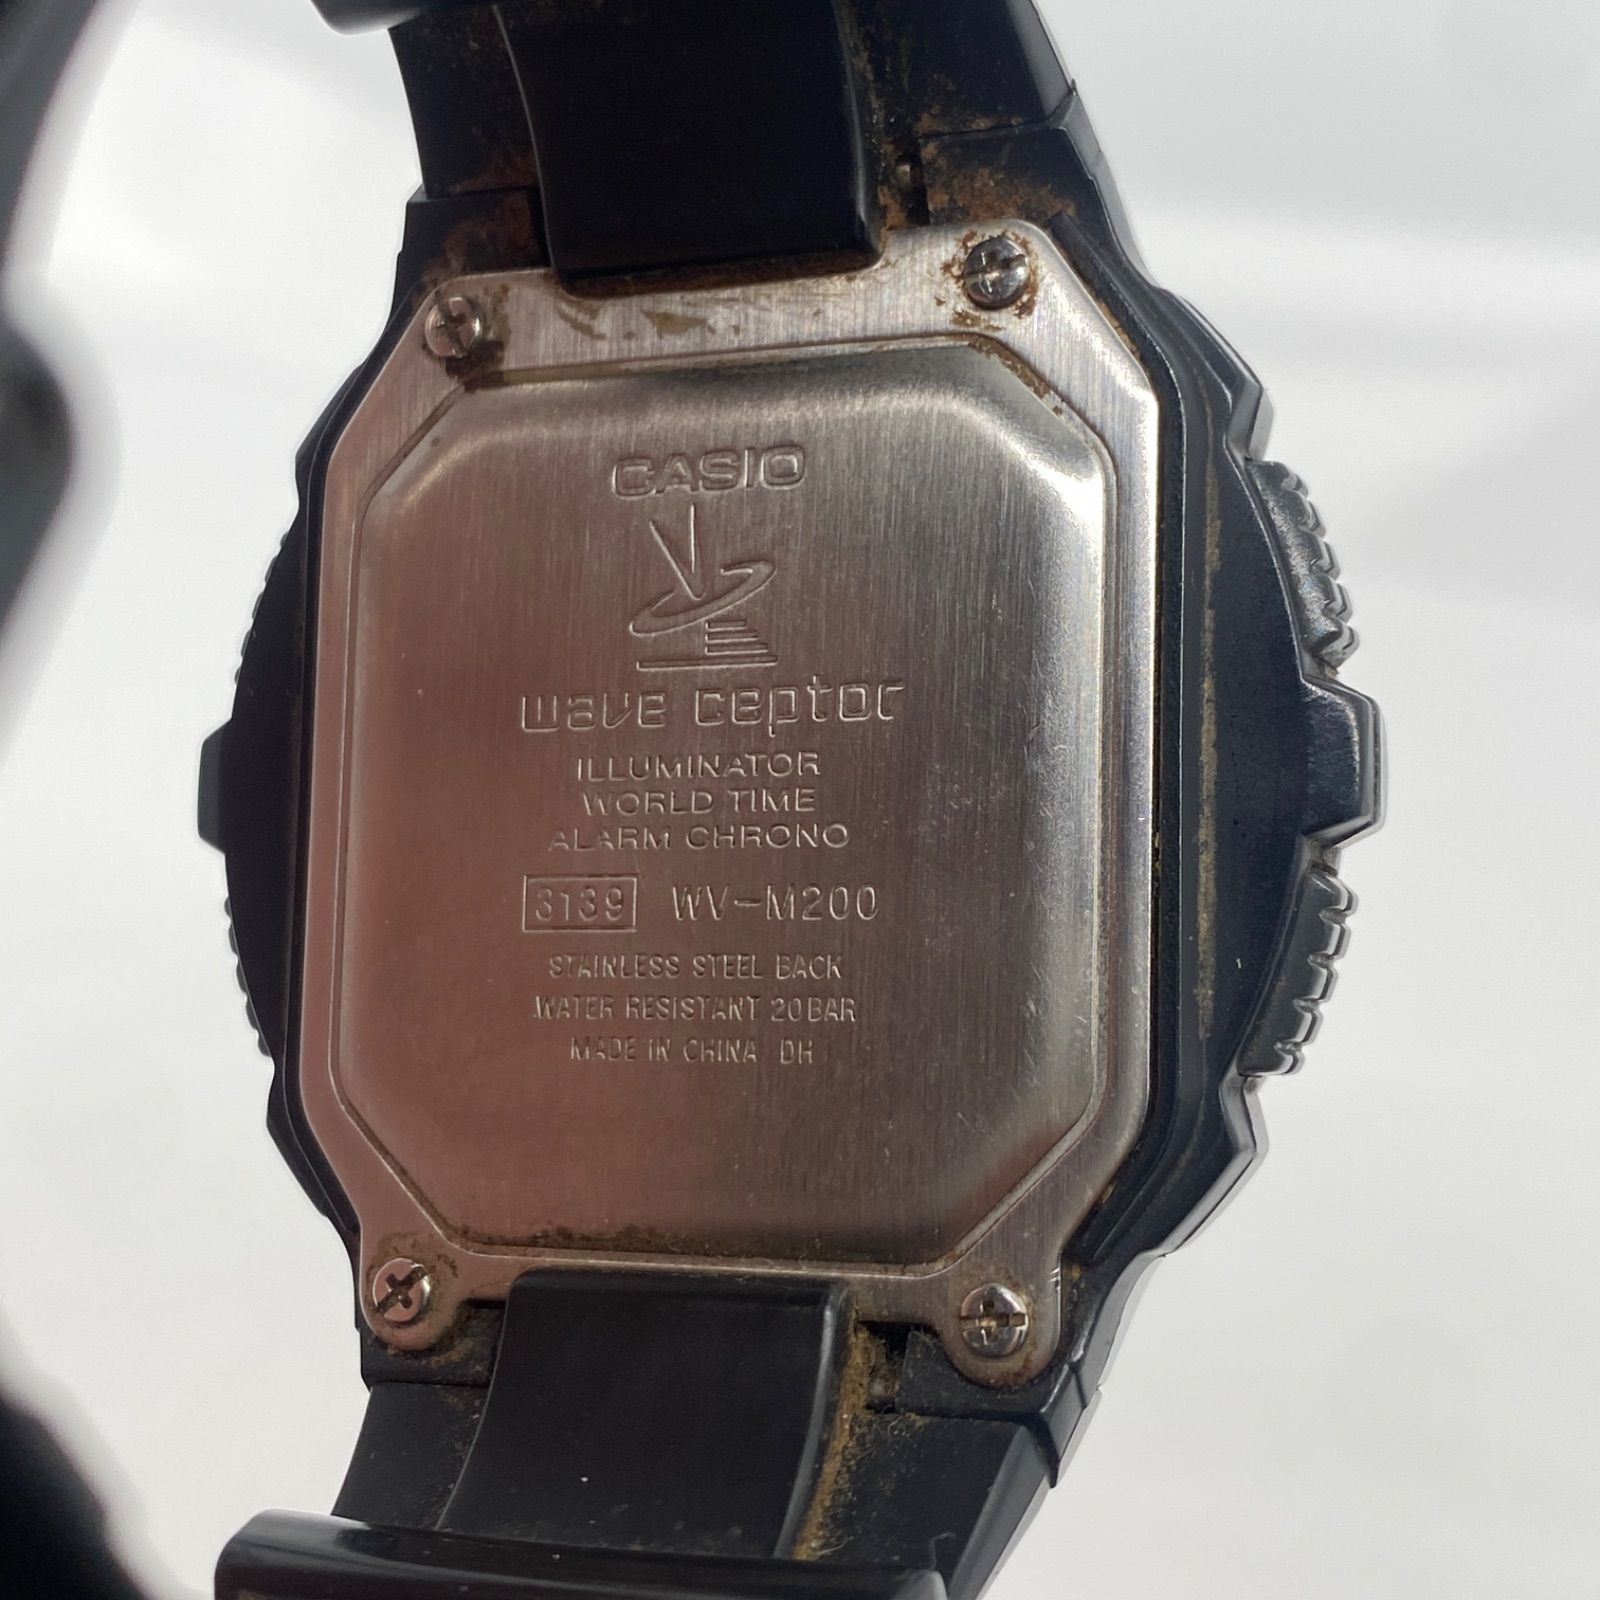 CASIO
wave ceptor
ILLUMINATOR
WORLD TIME
ALARM CHRONO
3139 WV-M200
STAINLESS STEEL BACK
WATER RESISTANT 20BAR
MADE IN CHINA DH